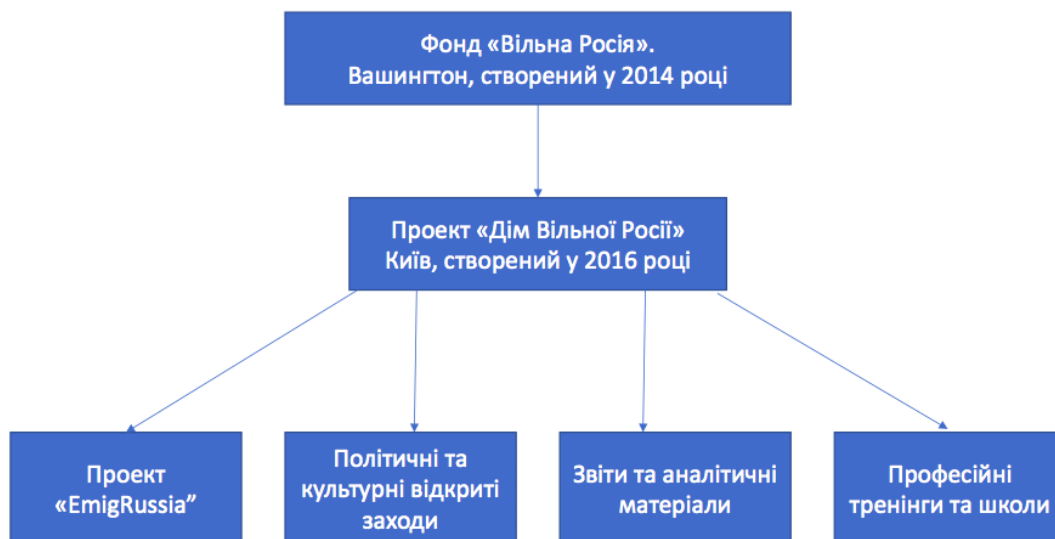 Фонд «Вільна Росія».
Вашингтон, створений у 2014 році
Проект «Дім Вільної Росії»
Київ, створений у 2016 році
Проект
«EmigRussia”
Політичні та
культурні відкриті
заходи
Звіти та аналітичні
матеріали
Професійні
тренінги та школи